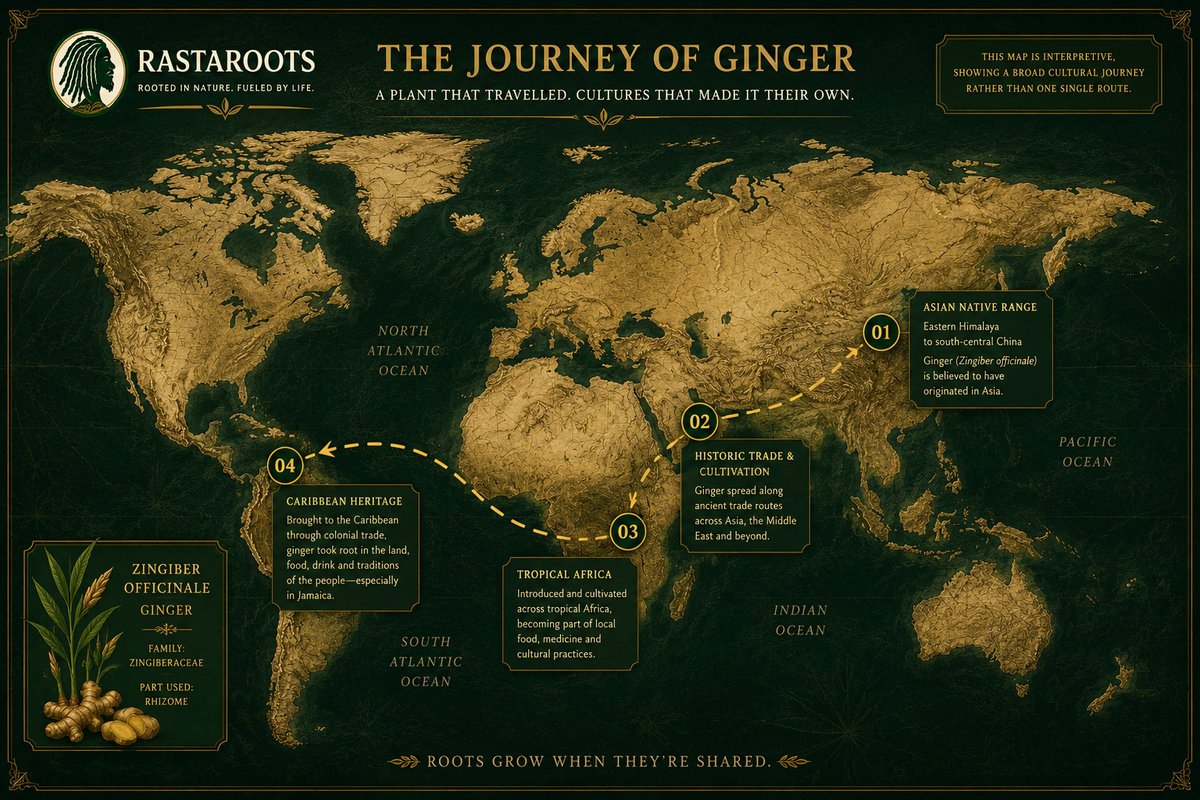 RASTAROOTS
ROOTED IN NATURE. FUELED BY LIFE.
THE JOURNEY OF GINGER
A PLANT THAT TRAVELLED. CULTURES THAT MADE IT THEIR OWN.
THIS MAP IS INTERPRETIVE,
SHOWING A BROAD CULTURAL JOURNEY
RATHER THAN ONE SINGLE ROUTE.
NORTH
ATLANTIC
OCEAN
01
ASIAN NATIVE RANGE
Eastern Himalaya
to south-central China
Ginger (Zingiber officinale)
is believed to have
originated in Asia.
02
HISTORIC TRADE &
CULTIVATION
Ginger spread along
ancient trade routes
across Asia, the Middle
East and beyond.
PACIFIC
OCEAN
03
TROPICAL AFRICA
Introduced and cultivated
across tropical Africa,
becoming part of local
food, medicine and
cultural practices.
04
CARIBBEAN HERITAGE
Brought to the Caribbean
through colonial trade,
ginger took root in the land,
food, drink and traditions
of the people—especially
in Jamaica.
INDIAN
OCEAN
SOUTH
ATLANTIC
OCEAN
ZINGIBER
OFFICINALE
GINGER
FAMILY:
ZINGIBERACEAE
PART USED:
RHIZOME
ROOTS GROW WHEN THEY'RE SHARED.